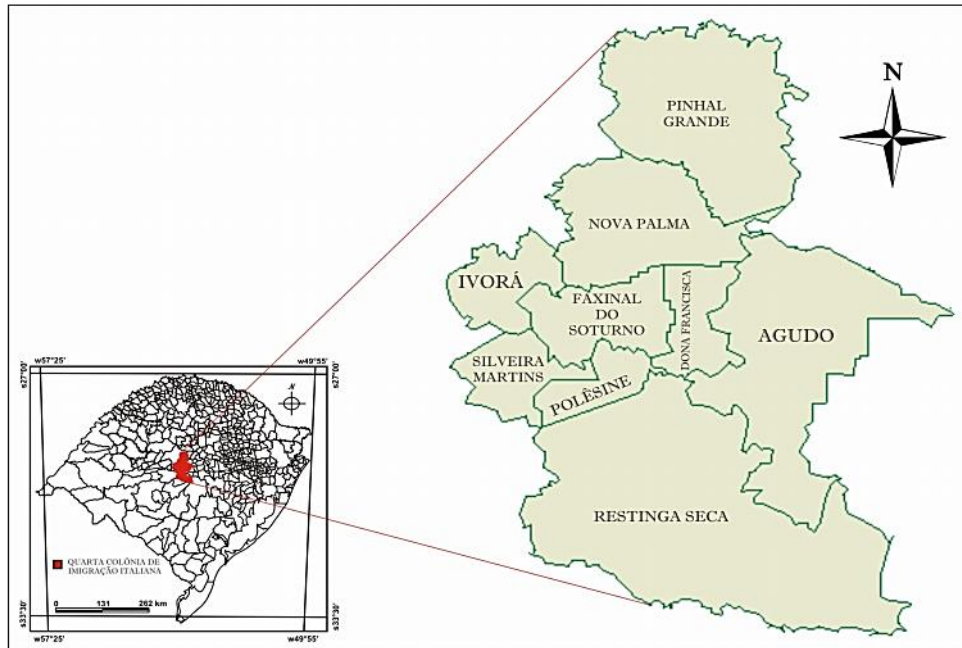 PINHAL
GRANDE
N
NOVA PALMA
IVORÁ
FAXINAL
DO
SOTURNO
DONA FRANCISCA
AGUDO
SILVEIRA
MARTINS
POLÊSINE
RESTINGA SECA
w57°25'
w49°55'
s27°00'
s27°00'
N
QUARTA COLÔNIA DE
IMIGRAÇÃO ITALIANA
0 131 262 km
s33°30'
s33°30'
w57°25'
w49°55'